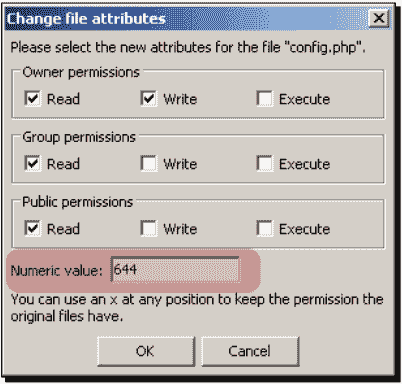 Change file attributes
Please select the new attributes for the file "config.php".
Owner permissions
Read Write Execute
Group permissions
Read Write Execute
Public permissions
Read Write Execute
Numeric value: 644
You can use an x at any position to keep the permission the
original files have.
OK Cancel